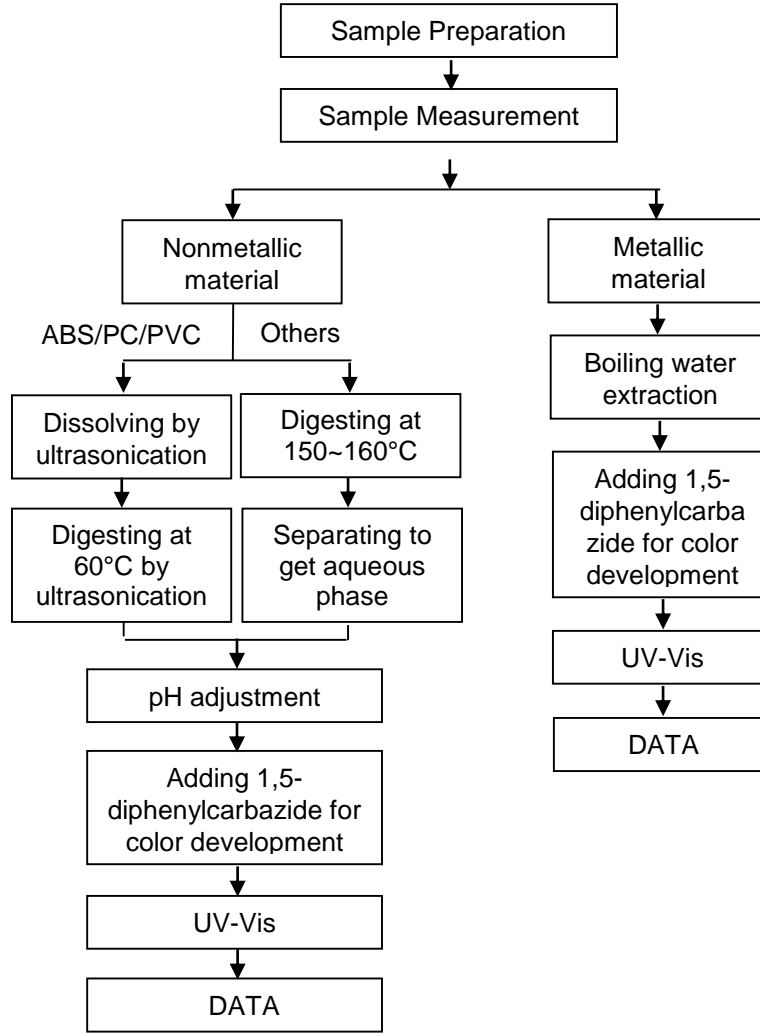 Sample Preparation
Sample Measurement
Nonmetallic
material
Metallic
material
ABS/PC/PVC
Others
Boiling water
extraction
Dissolving by
ultrasonication
Digesting at
150~160°C
Adding 1,5-
diphenylcarba
zide for color
development
Digesting at
60°C by
ultrasonication
Separating to
get aqueous
phase
UV-Vis
pH adjustment
DATA
Adding 1,5-
diphenylcarbazide for
color development
UV-Vis
DATA